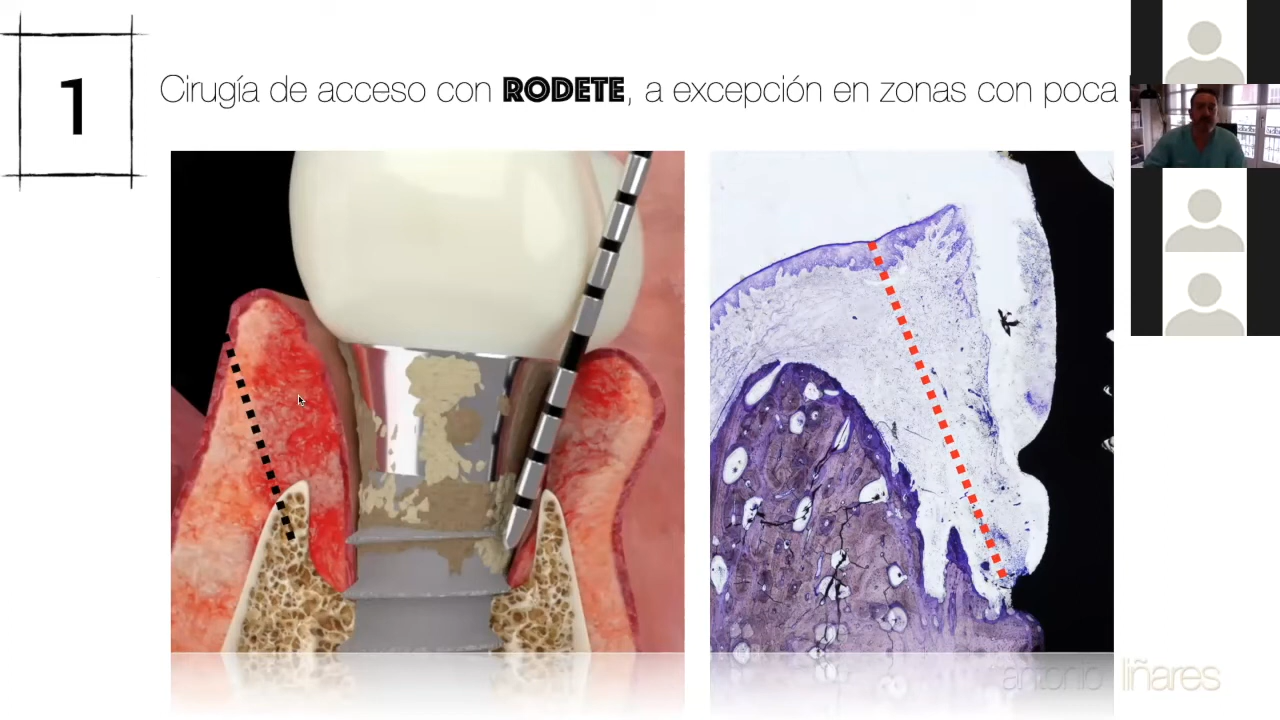 1
Cirugía de acceso con RODETE, a excepción en zonas con poca
antonio liñares